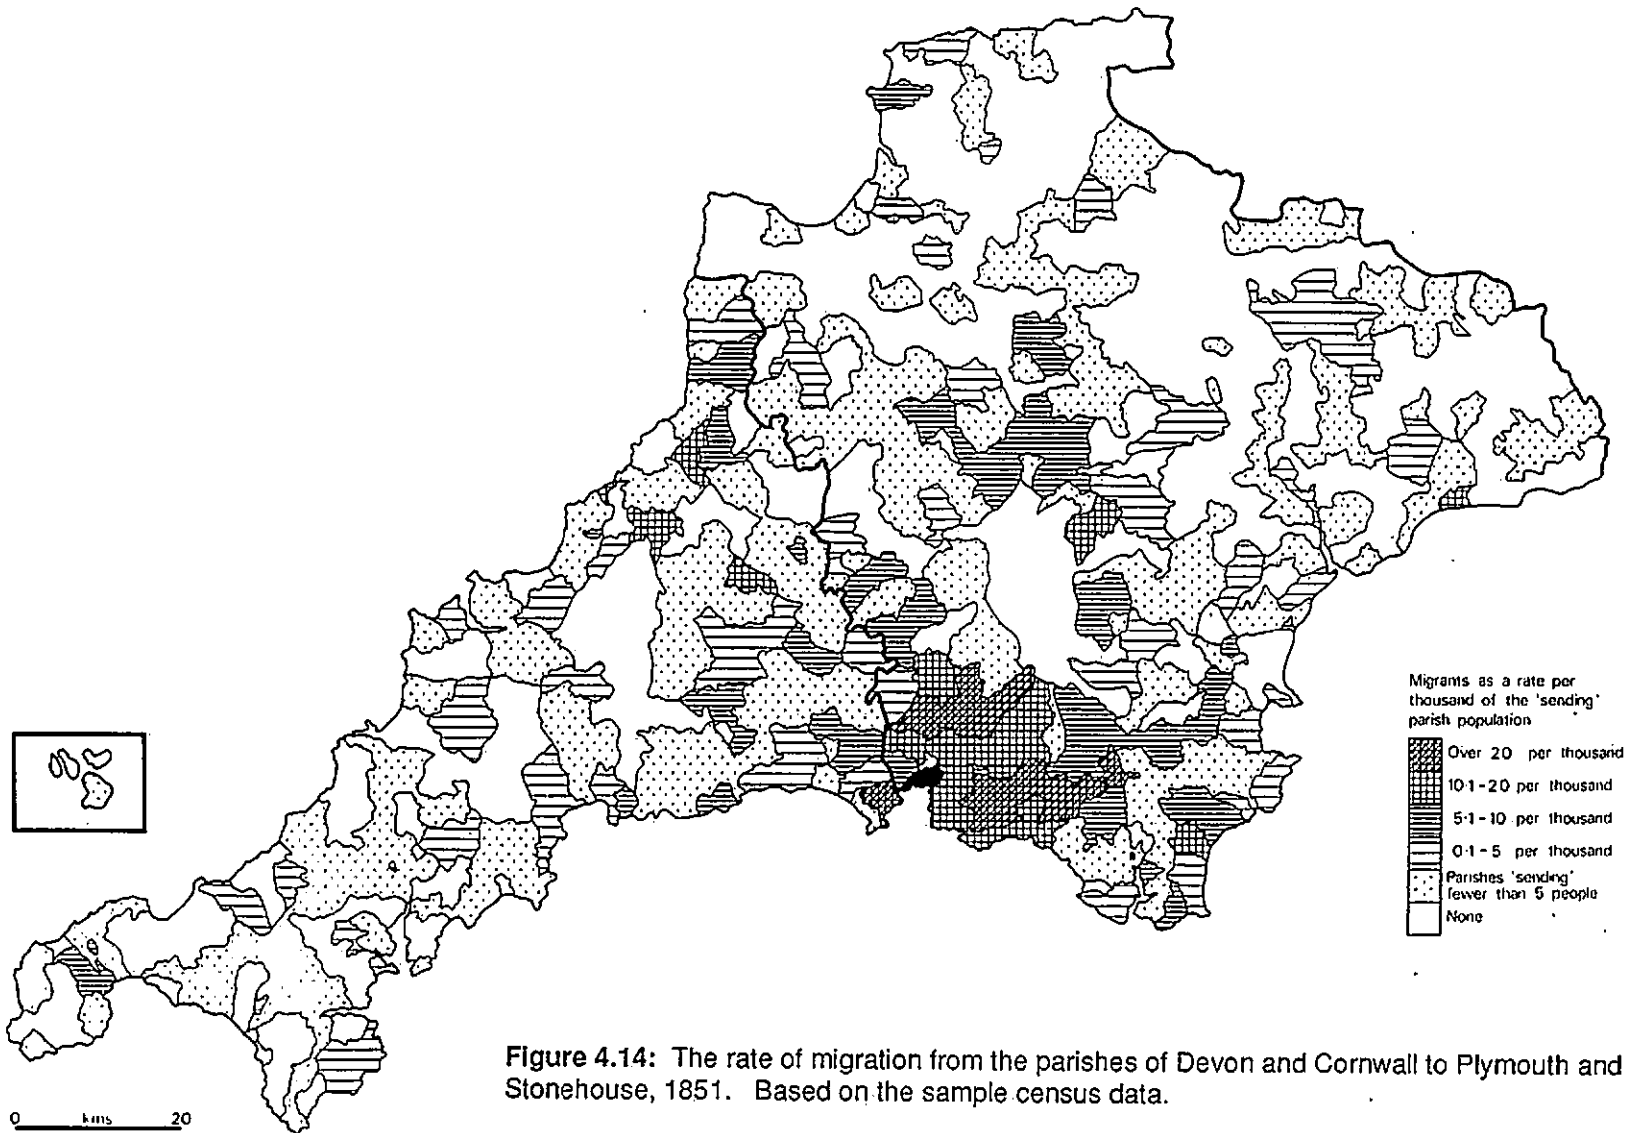 Migrants as a rate per
thousand of the 'sending'
parish population
Over 20 per thousand
10·1-20 per thousand
5·1-10 per thousand
0·1-5 per thousand
Parishes 'sending'
fewer than 5 people
None
0 kms 20
Figure 4.14: The rate of migration from the parishes of Devon and Cornwall to Plymouth and
Stonehouse, 1851. Based on the sample census data.